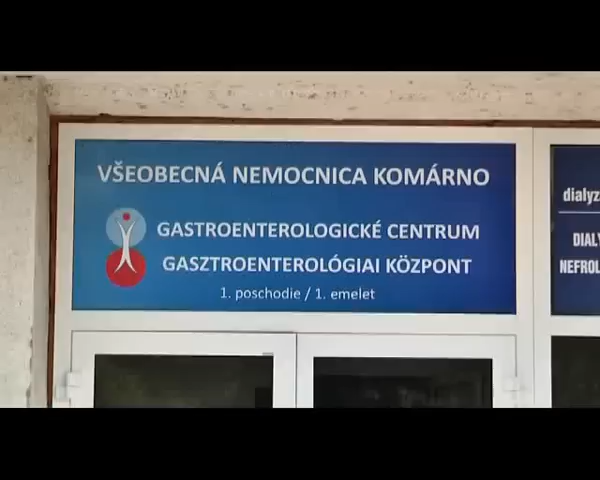 VŠEOBECNÁ NEMOCNICA KOMÁRNO
GASTROENTEROLOGICKÉ CENTRUM
GASZTROENTEROLÓGIAI KÖZPONT
1. poschodie / 1. emelet